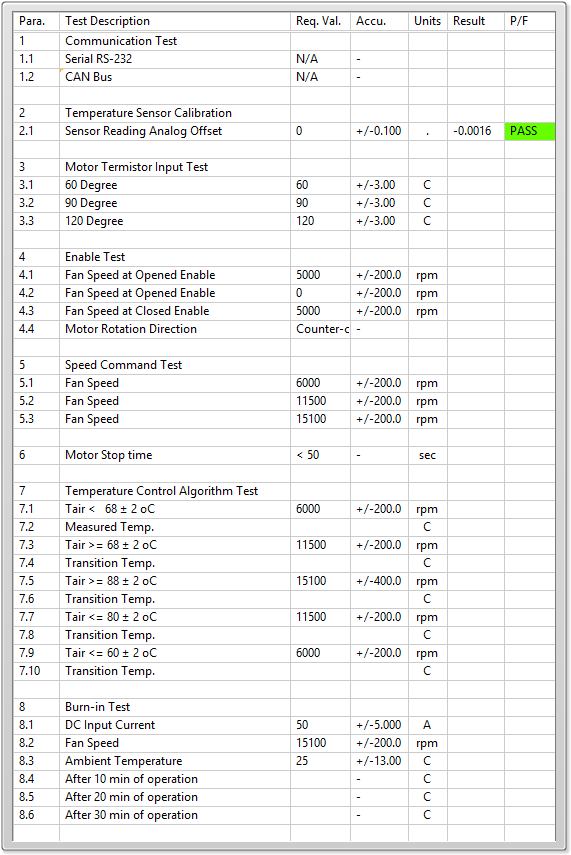 Para. Test Description Req. Val. Accu. Units Result P/F
1 Communication Test
1.1 Serial RS-232 N/A -
1.2 CAN Bus N/A -
2 Temperature Sensor Calibration
2.1 Sensor Reading Analog Offset 0 +/-0.100 . -0.0016 PASS
3 Motor Termistor Input Test
3.1 60 Degree 60 +/-3.00 C
3.2 90 Degree 90 +/-3.00 C
3.3 120 Degree 120 +/-3.00 C
4 Enable Test
4.1 Fan Speed at Opened Enable 5000 +/-200.0 rpm
4.2 Fan Speed at Opened Enable 0 +/-200.0 rpm
4.3 Fan Speed at Closed Enable 5000 +/-200.0 rpm
4.4 Motor Rotation Direction Counter-c -
5 Speed Command Test
5.1 Fan Speed 6000 +/-200.0 rpm
5.2 Fan Speed 11500 +/-200.0 rpm
5.3 Fan Speed 15100 +/-200.0 rpm
6 Motor Stop time < 50 - sec
7 Temperature Control Algorithm Test
7.1 Tair < 68 ± 2 oC 6000 +/-200.0 rpm
7.2 Measured Temp. C
7.3 Tair >= 68 ± 2 oC 11500 +/-200.0 rpm
7.4 Transition Temp. C
7.5 Tair >= 88 ± 2 oC 15100 +/-400.0 rpm
7.6 Transition Temp. C
7.7 Tair <= 80 ± 2 oC 11500 +/-200.0 rpm
7.8 Transition Temp. C
7.9 Tair <= 60 ± 2 oC 6000 +/-200.0 rpm
7.10 Transition Temp. C
8 Burn-in Test
8.1 DC Input Current 50 +/-5.000 A
8.2 Fan Speed 15100 +/-200.0 rpm
8.3 Ambient Temperature 25 +/-13.00 C
8.4 After 10 min of operation - C
8.5 After 20 min of operation - C
8.6 After 30 min of operation - C